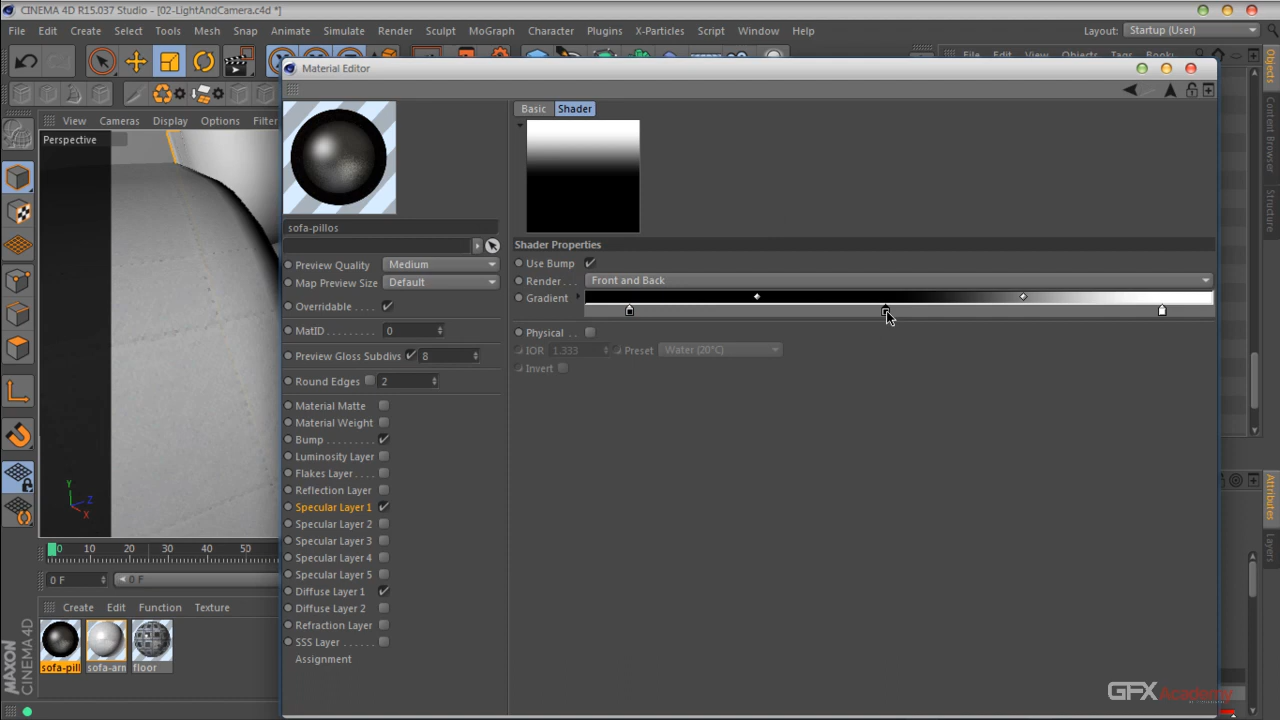 CINEMA 4D R15.037 Studio - [02-LightAndCamera.c4d *]
File Edit Create Select Tools Mesh Snap Animate Simulate Render Sculpt MoGraph Character Plugins X-Particles Script Window Help
Layout: Startup (User)
Material Editor
View Cameras Display Options Filter
Perspective
Basic Shader
sofa-pillos
Preview Quality Medium
Map Preview Size Default
Overridable
MatID 0
Preview Gloss Subdivs 8
Round Edges 2
Material Matte
Material Weight
Bump
Luminosity Layer
Flakes Layer
Reflection Layer
Specular Layer 1
Specular Layer 2
Specular Layer 3
Specular Layer 4
Specular Layer 5
Diffuse Layer 1
Diffuse Layer 2
Refraction Layer
SSS Layer
Assignment
Shader Properties
Use Bump
Render Front and Back
Gradient
Physical
IOR 1.333 Preset Water (20°C)
Invert
Objects
Content Browser
Structure
Attributes
Layers
Y
Z
X
0 10 20 30 40 50
0 F 0 F
Create Edit Function Texture
sofa-pill sofa-arn floor
MAXON
CINEMA 4D
GFX Academy